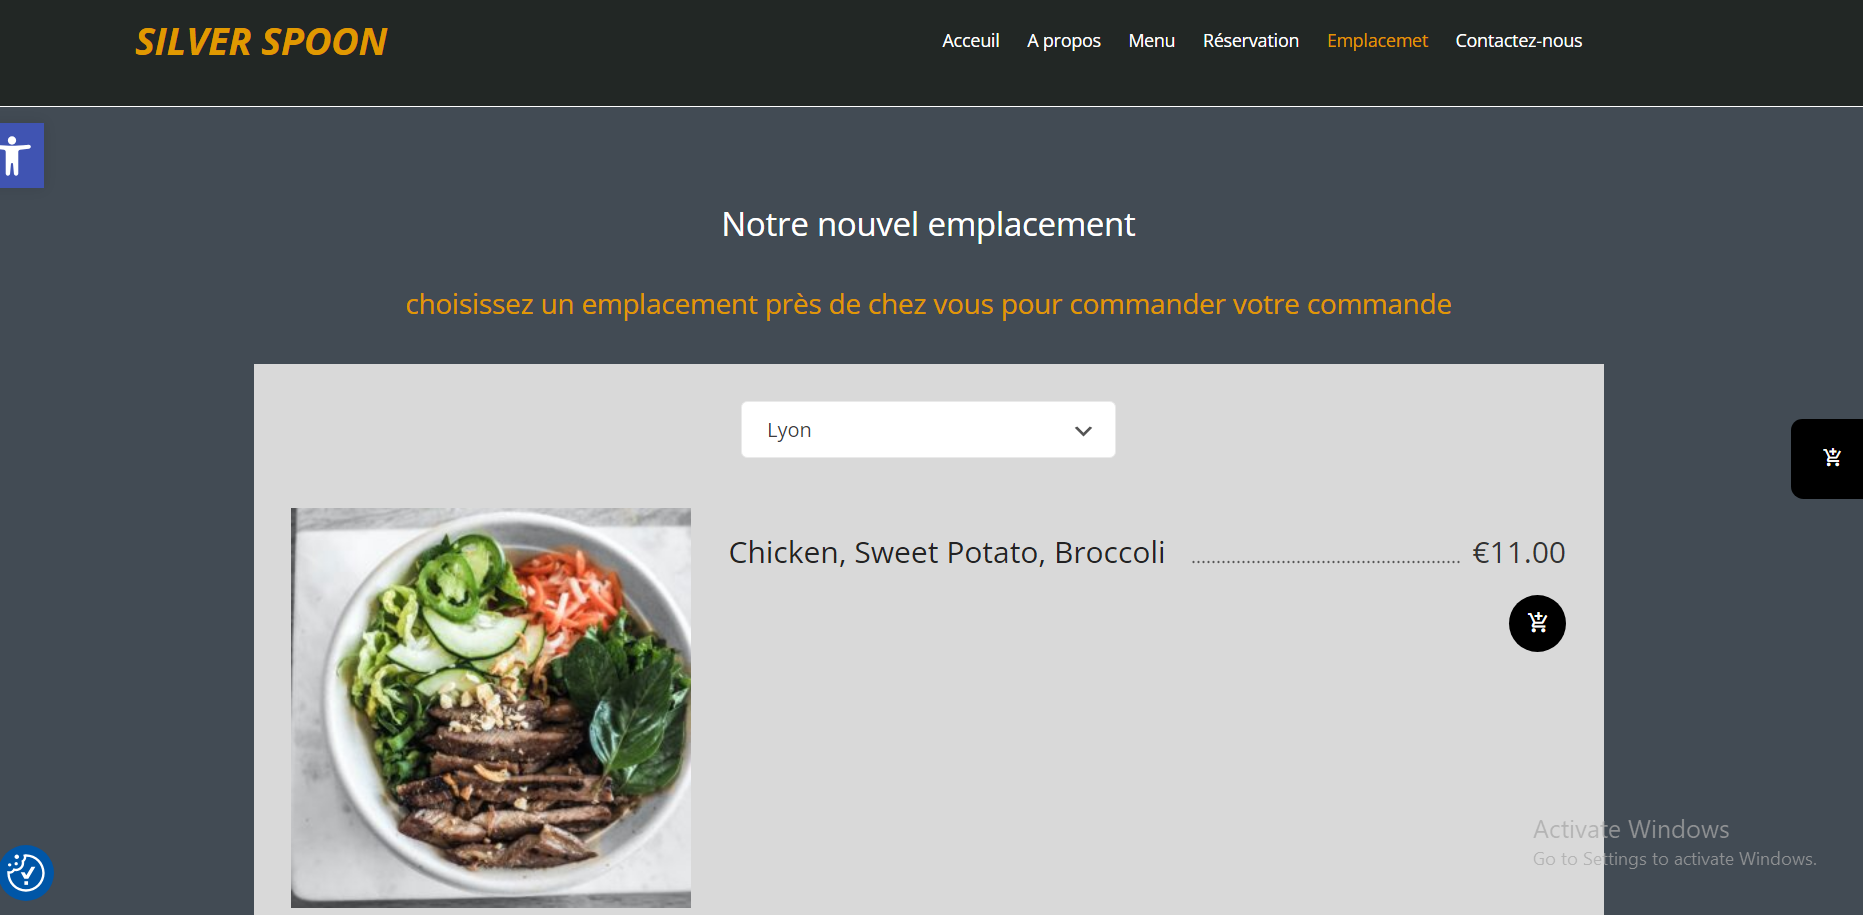 SILVER SPOON
Acceuil A propos Menu Réservation Emplacemet Contactez-nous
Notre nouvel emplacement
choisissez un emplacement près de chez vous pour commander votre commande
Lyon
Chicken, Sweet Potato, Broccoli ................................................ €11.00
Activate Windows
Go to Settings to activate Windows.